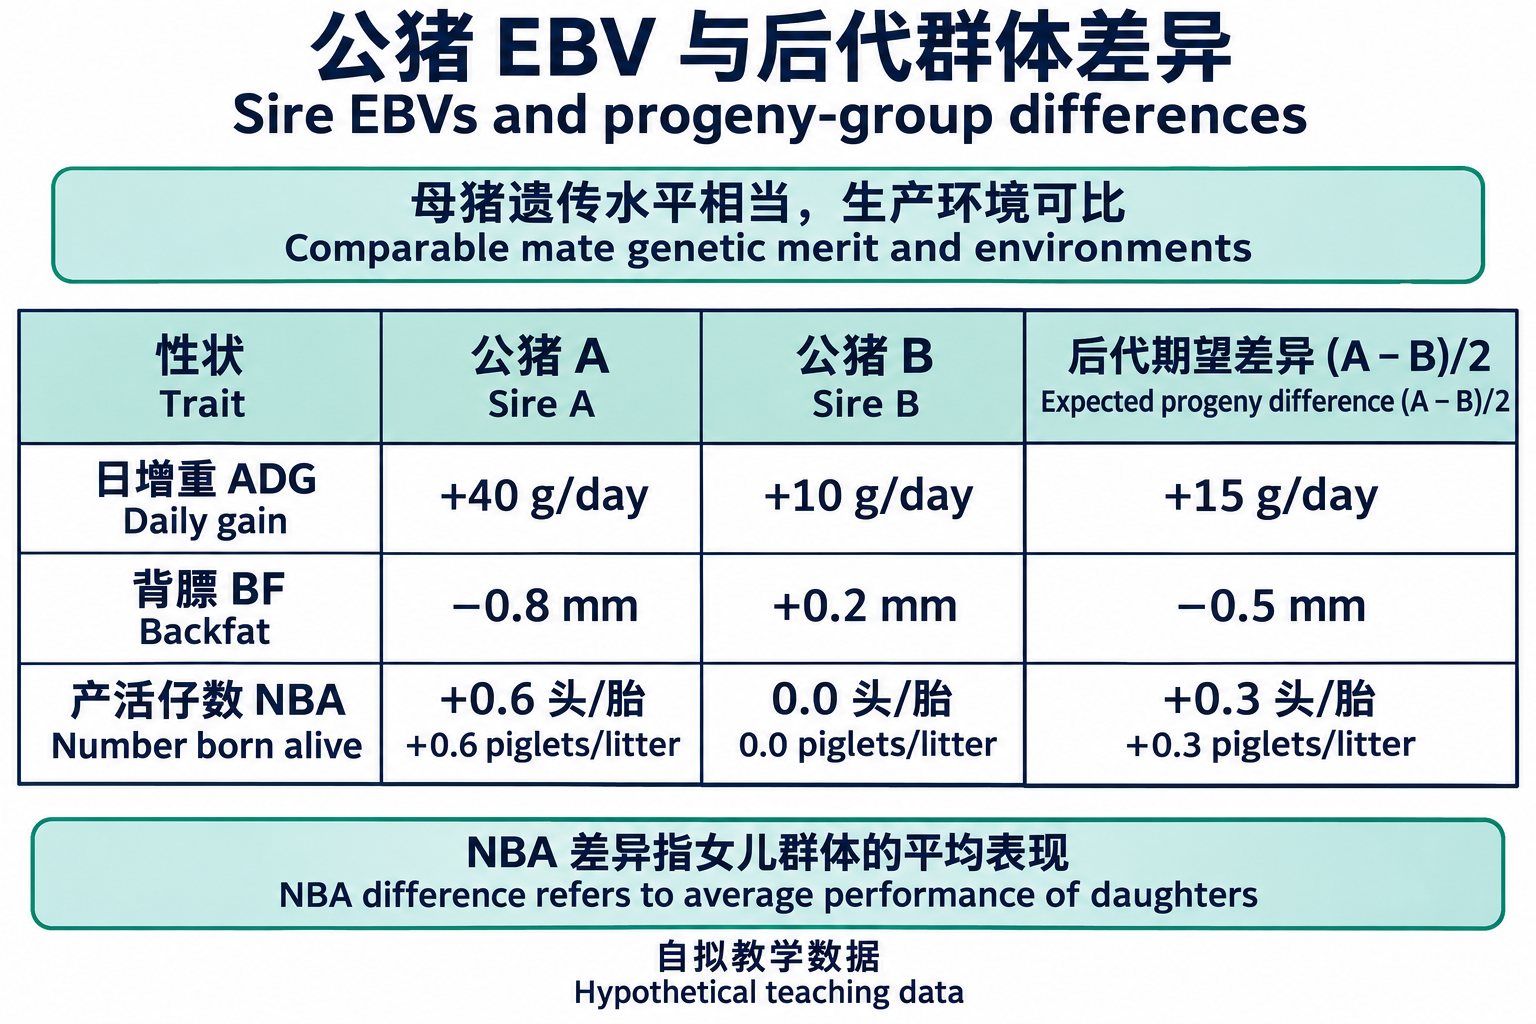 公猪 EBV 与后代群体差异
Sire EBVs and progeny-group differences
母猪遗传水平相当，生产环境可比
Comparable mate genetic merit and environments
性状
Trait
公猪 A
Sire A
公猪 B
Sire B
后代期望差异 (A − B)/2
Expected progeny difference (A − B)/2
日增重 ADG
Daily gain
+40 g/day
+10 g/day
+15 g/day
背膘 BF
Backfat
−0.8 mm
+0.2 mm
−0.5 mm
产活仔数 NBA
Number born alive
+0.6 头/胎
+0.6 piglets/litter
0.0 头/胎
0.0 piglets/litter
+0.3 头/胎
+0.3 piglets/litter
NBA 差异指女儿群体的平均表现
NBA difference refers to average performance of daughters
自拟教学数据
Hypothetical teaching data